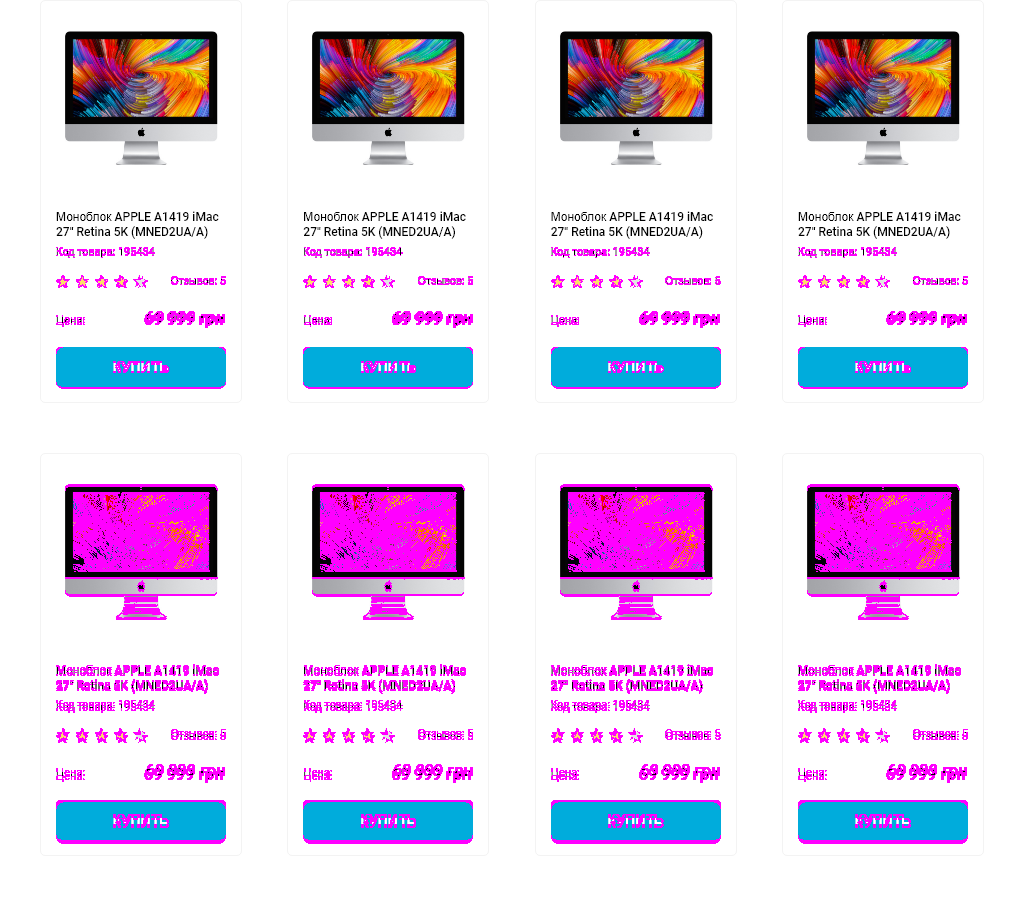 Моноблок APPLE A1419 iMac
27" Retina 5K (MNED2UA/A)
Код товара: 195434
Отзывов: 5
Цена: 69 999 грн
КУПИТЬ
Моноблок APPLE A1419 iMac
27" Retina 5K (MNED2UA/A)
Код товара: 195434
Отзывов: 5
Цена: 69 999 грн
КУПИТЬ
Моноблок APPLE A1419 iMac
27" Retina 5K (MNED2UA/A)
Код товара: 195434
Отзывов: 5
Цена: 69 999 грн
КУПИТЬ
Моноблок APPLE A1419 iMac
27" Retina 5K (MNED2UA/A)
Код товара: 195434
Отзывов: 5
Цена: 69 999 грн
КУПИТЬ
Моноблок APPLE A1419 iMac
27" Retina 5K (MNED2UA/A)
Код товара: 195434
Отзывов: 5
Цена: 69 999 грн
КУПИТЬ
Моноблок APPLE A1419 iMac
27" Retina 5K (MNED2UA/A)
Код товара: 195434
Отзывов: 5
Цена: 69 999 грн
КУПИТЬ
Моноблок APPLE A1419 iMac
27" Retina 5K (MNED2UA/A)
Код товара: 195434
Отзывов: 5
Цена: 69 999 грн
КУПИТЬ
Моноблок APPLE A1419 iMac
27" Retina 5K (MNED2UA/A)
Код товара: 195434
Отзывов: 5
Цена: 69 999 грн
КУПИТЬ